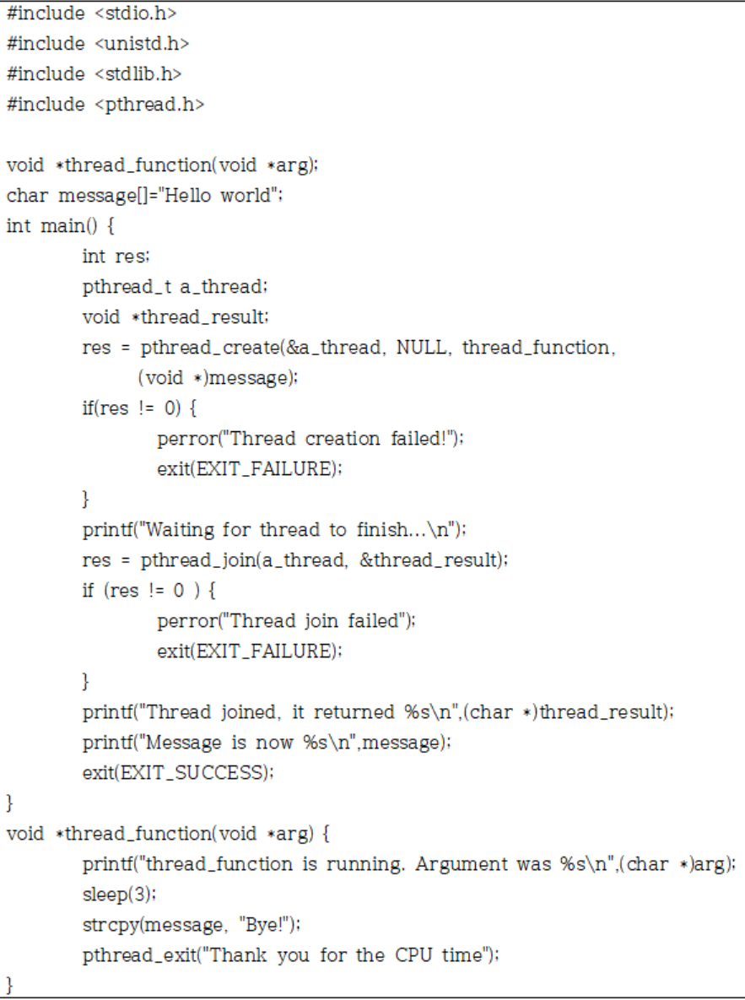 #include <stdio.h>
#include <unistd.h>
#include <stdlib.h>
#include <pthread.h>

void *thread_function(void *arg);
char message[]="Hello world";
int main() {
        int res;
        pthread_t a_thread;
        void *thread_result;
        res = pthread_create(&a_thread, NULL, thread_function,
              (void *)message);
        if(res != 0) {
                perror("Thread creation failed!");
                exit(EXIT_FAILURE);
        }
        printf("Waiting for thread to finish...\n");
        res = pthread_join(a_thread, &thread_result);
        if (res != 0 ) {
                perror("Thread join failed");
                exit(EXIT_FAILURE);
        }
        printf("Thread joined, it returned %s\n",(char *)thread_result);
        printf("Message is now %s\n",message);
        exit(EXIT_SUCCESS);
}
void *thread_function(void *arg) {
        printf("thread_function is running. Argument was %s\n",(char *)arg);
        sleep(3);
        strcpy(message, "Bye!");
        pthread_exit("Thank you for the CPU time");
}